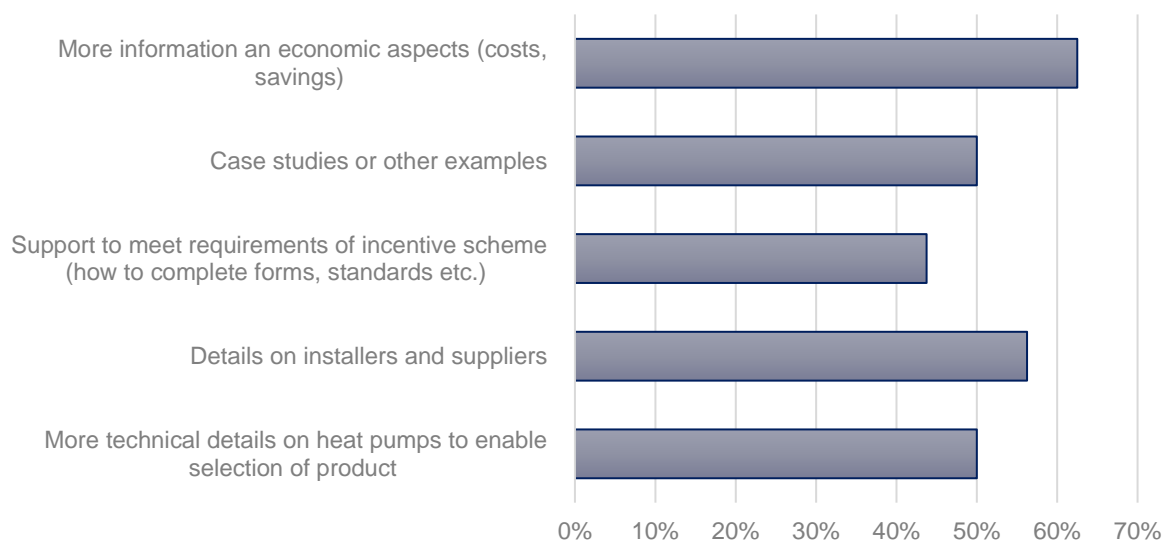 More information an economic aspects (costs,
savings)
Case studies or other examples
Support to meet requirements of incentive scheme
(how to complete forms, standards etc.)
Details on installers and suppliers
More technical details on heat pumps to enable
selection of product
0% 10% 20% 30% 40% 50% 60% 70%